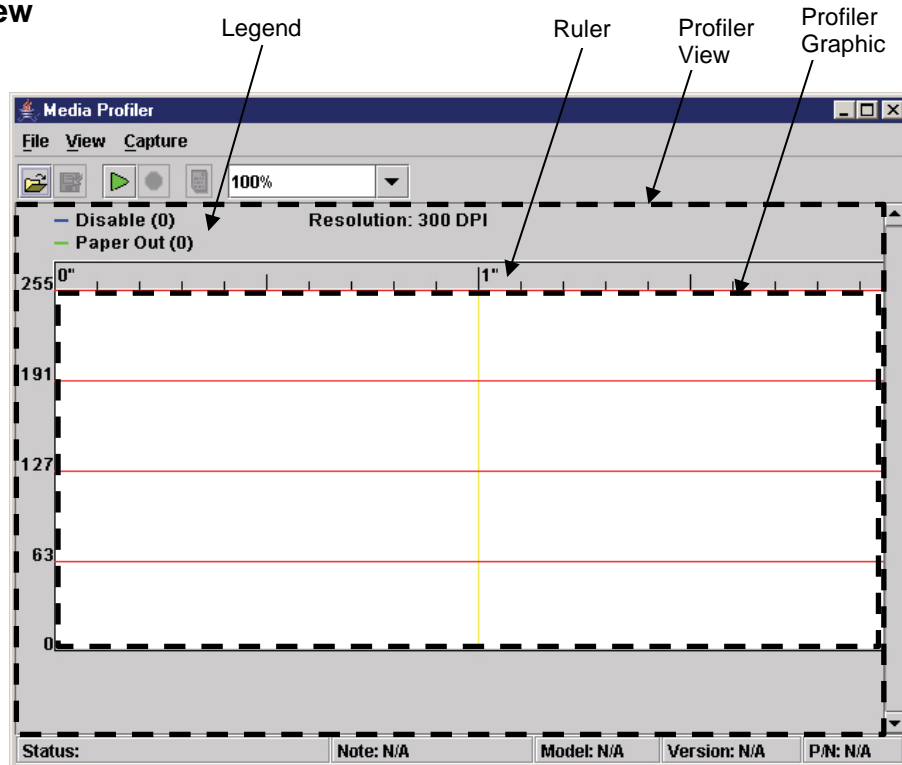 ew
Legend
Ruler
Profiler
View
Profiler
Graphic
Media Profiler
File View Capture
100%
Disable (0)
Resolution: 300 DPI
Paper Out (0)
0" 1"
255
191
127
63
0
Status: Note: N/A Model: N/A Version: N/A P/N: N/A